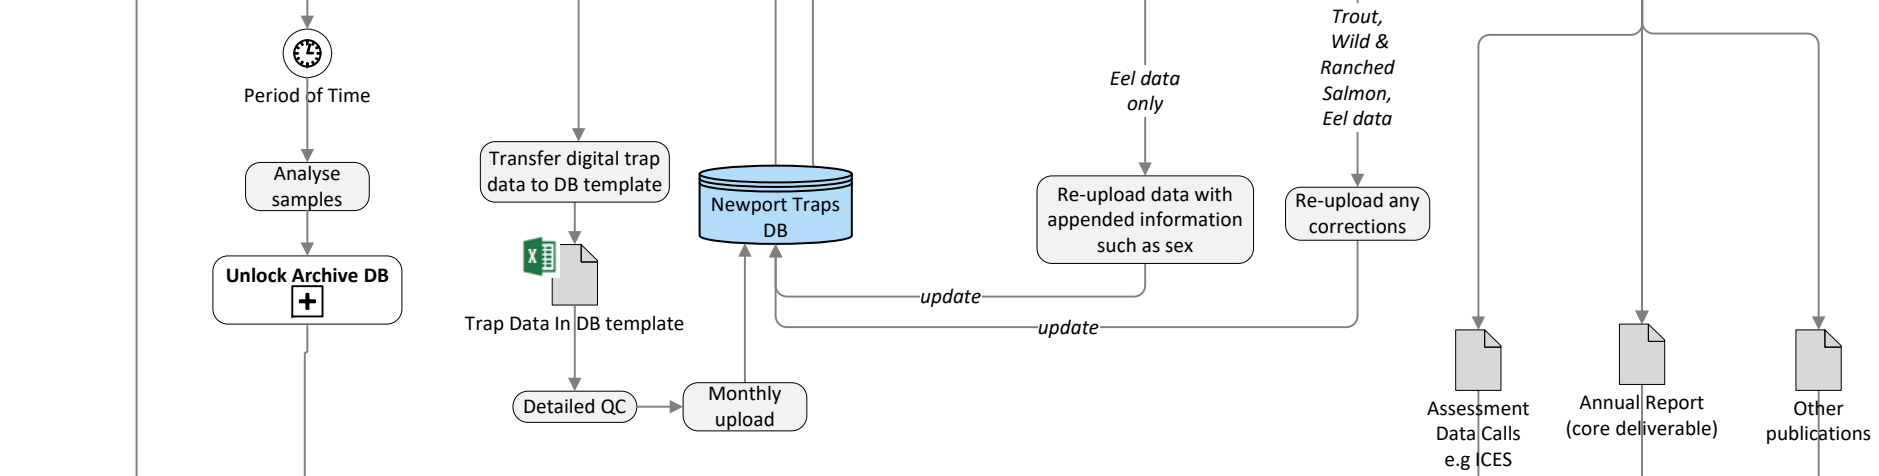 Period of Time
Analyse
samples
Unlock Archive DB
Transfer digital trap
data to DB template
X
Trap Data In DB template
Detailed QC
Monthly
upload
Newport Traps
DB
Eel data
only
Re-upload data with
appended information
such as sex
update
Trout,
Wild &
Ranched
Salmon,
Eel data
Re-upload any
corrections
update
Assessment
Data Calls
e.g ICES
Annual Report
(core deliverable)
Other
publications